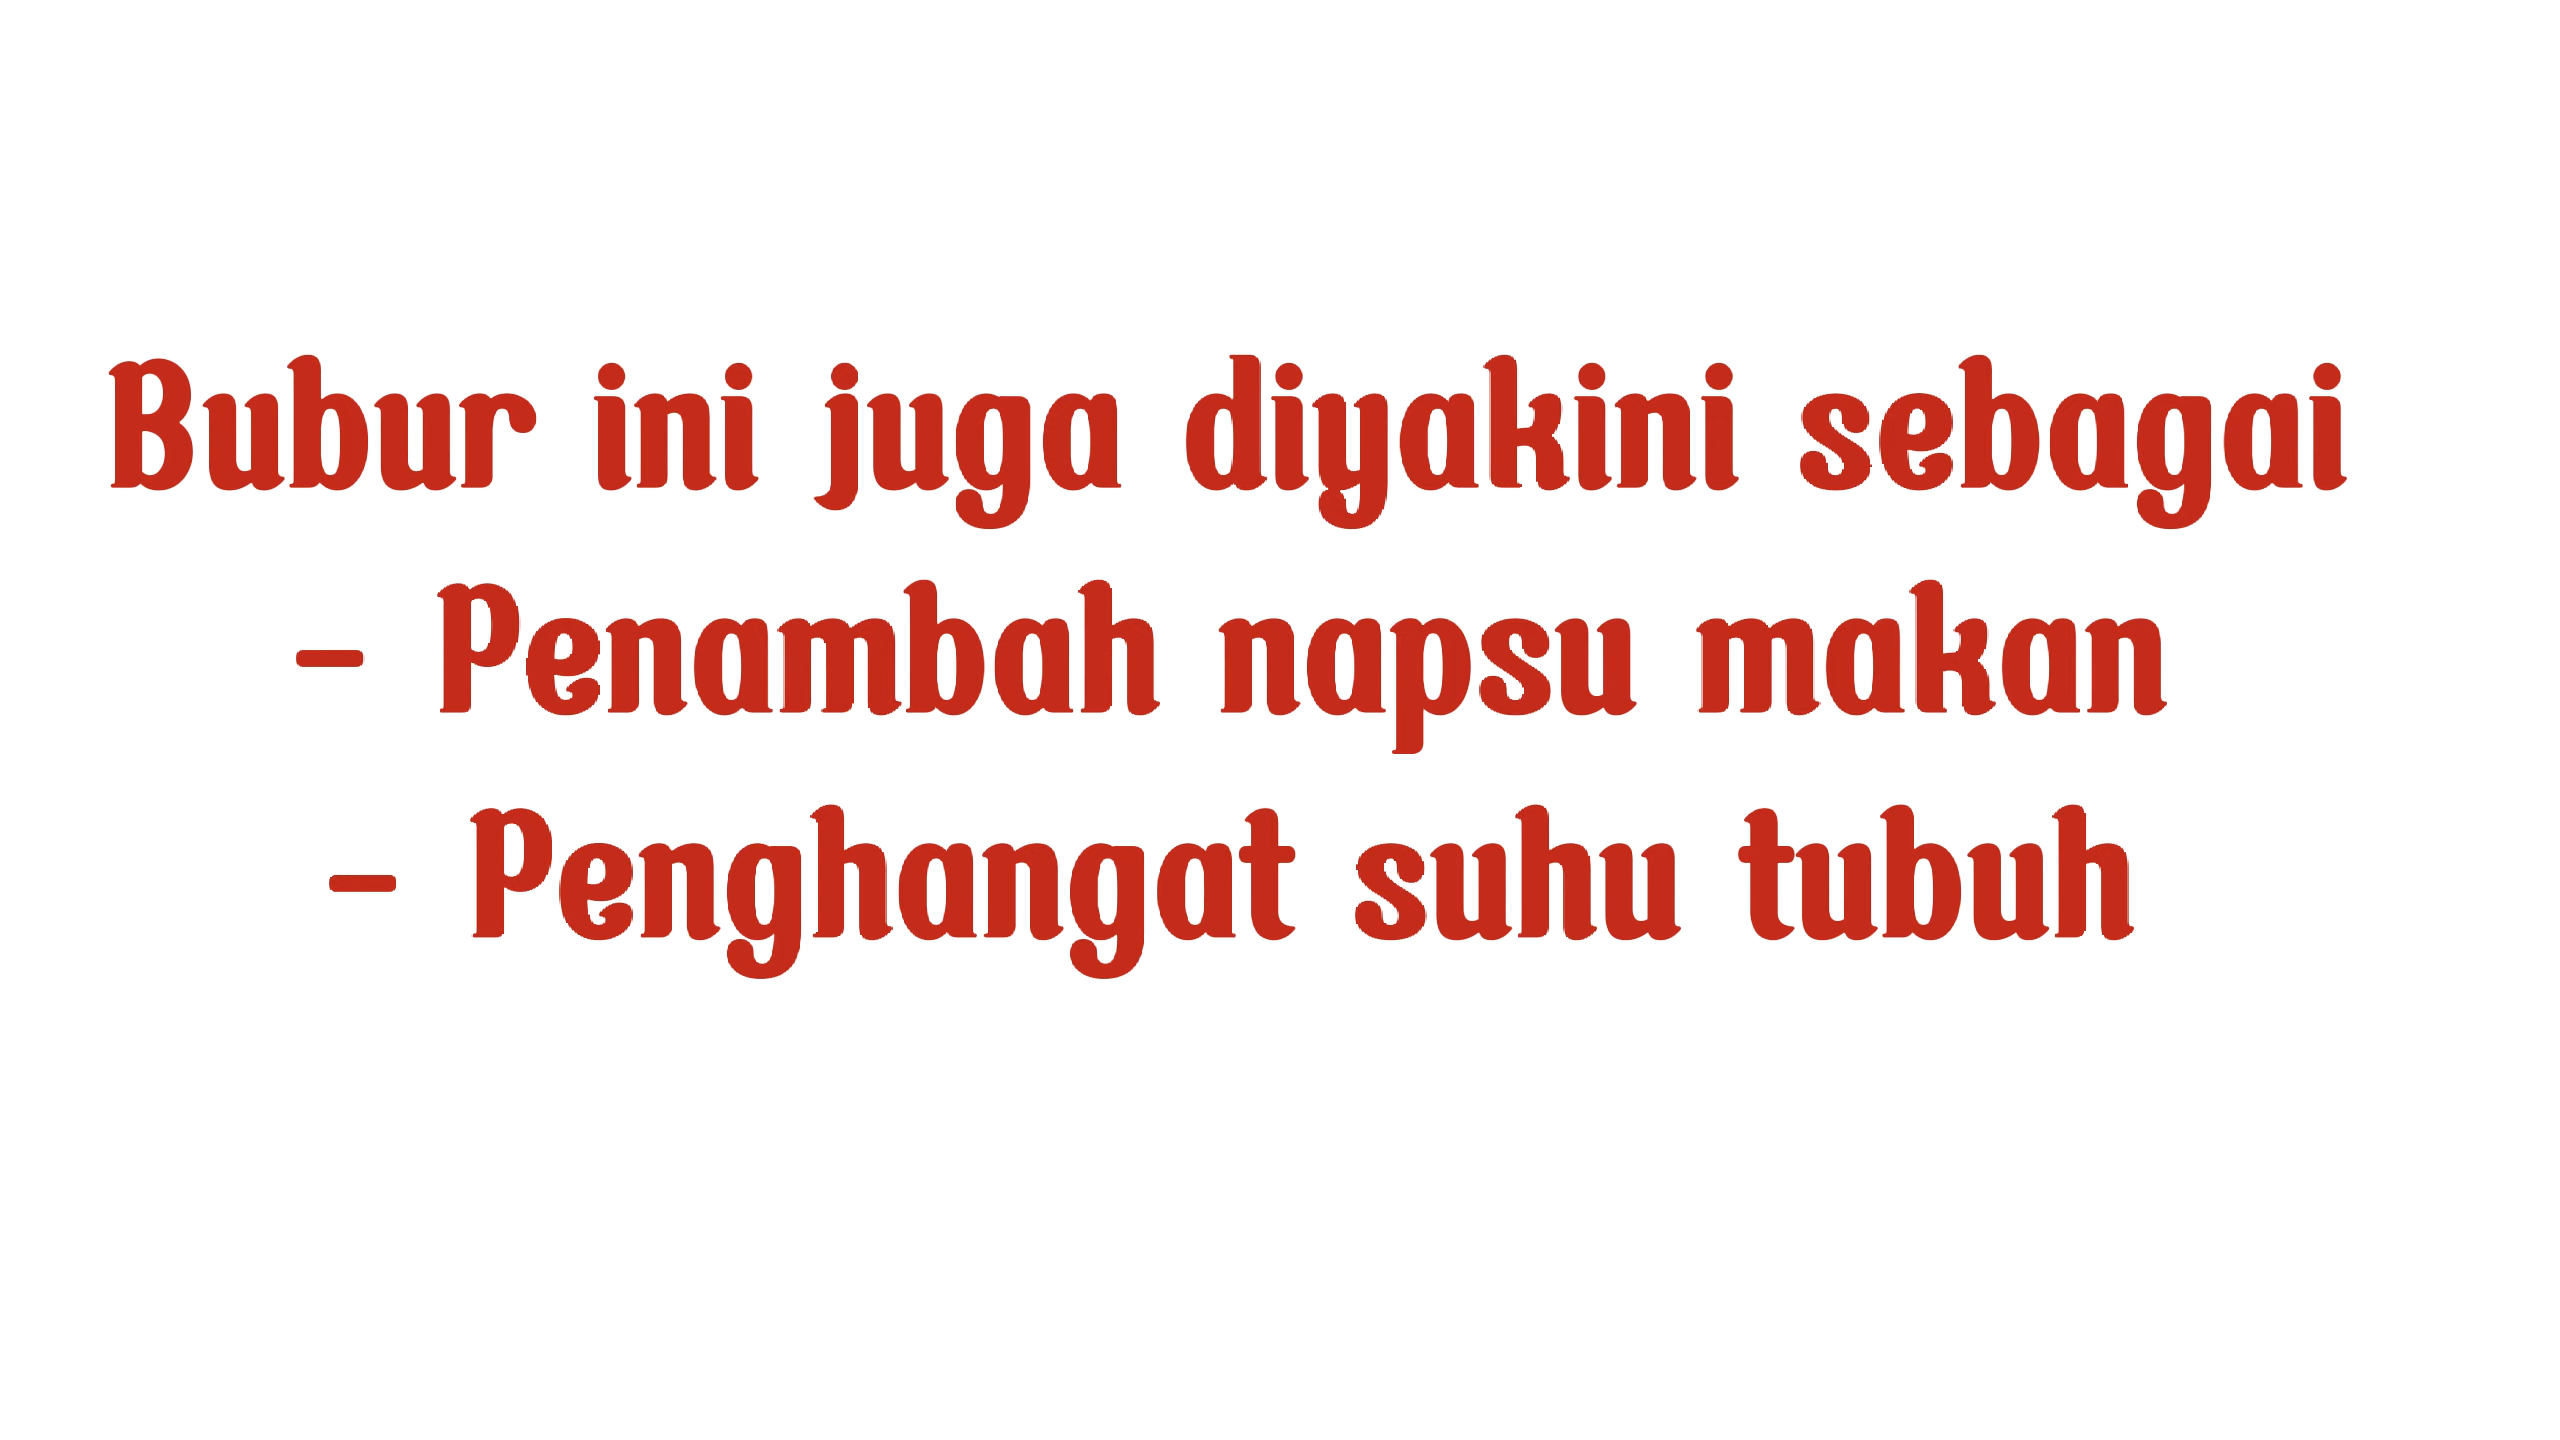 Bubur ini juga diyakini sebagai
- Penambah napsu makan
- Penghangat suhu tubuh